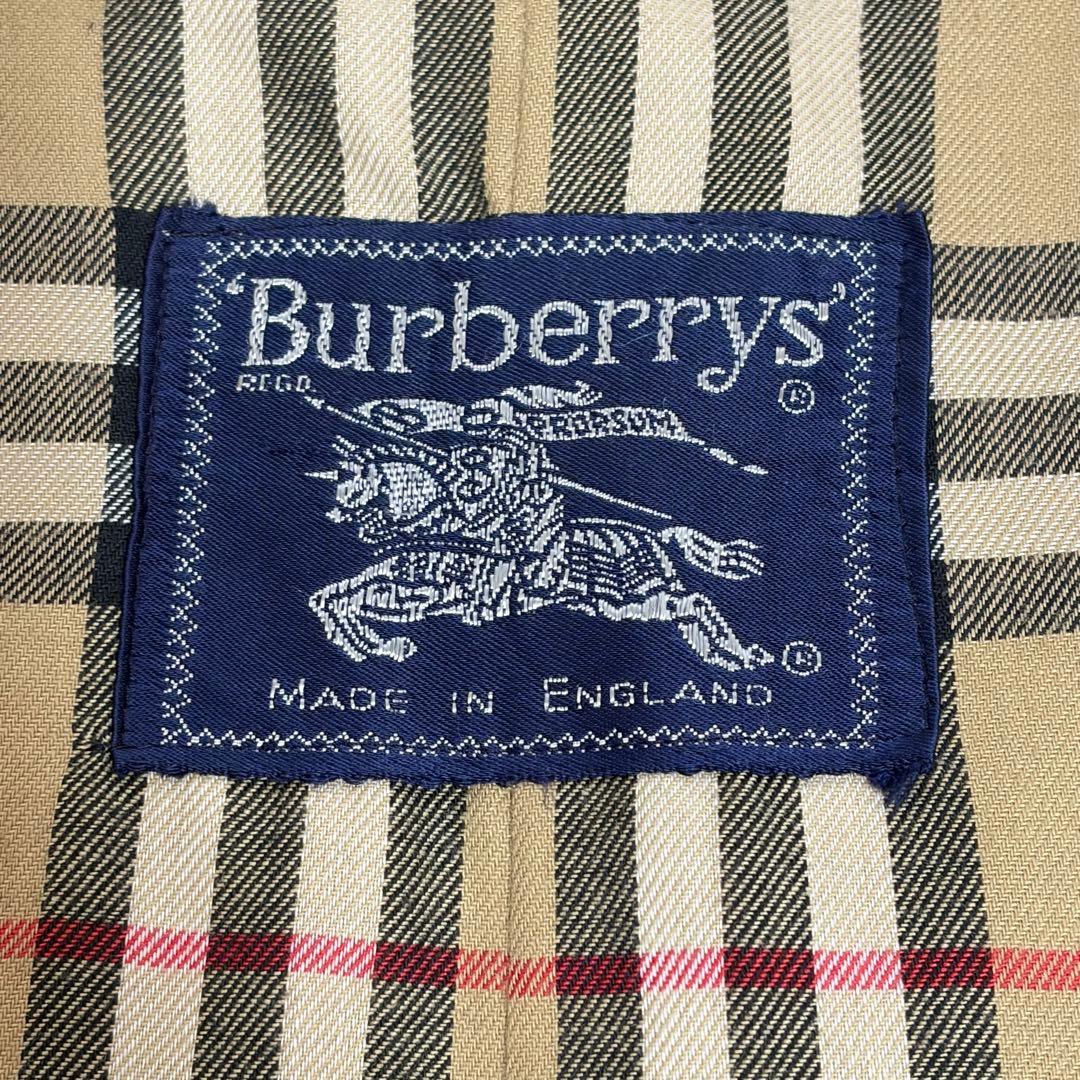 'Burberrys'
REGD.
®
PRORSUM
®
MADE IN ENGLAND